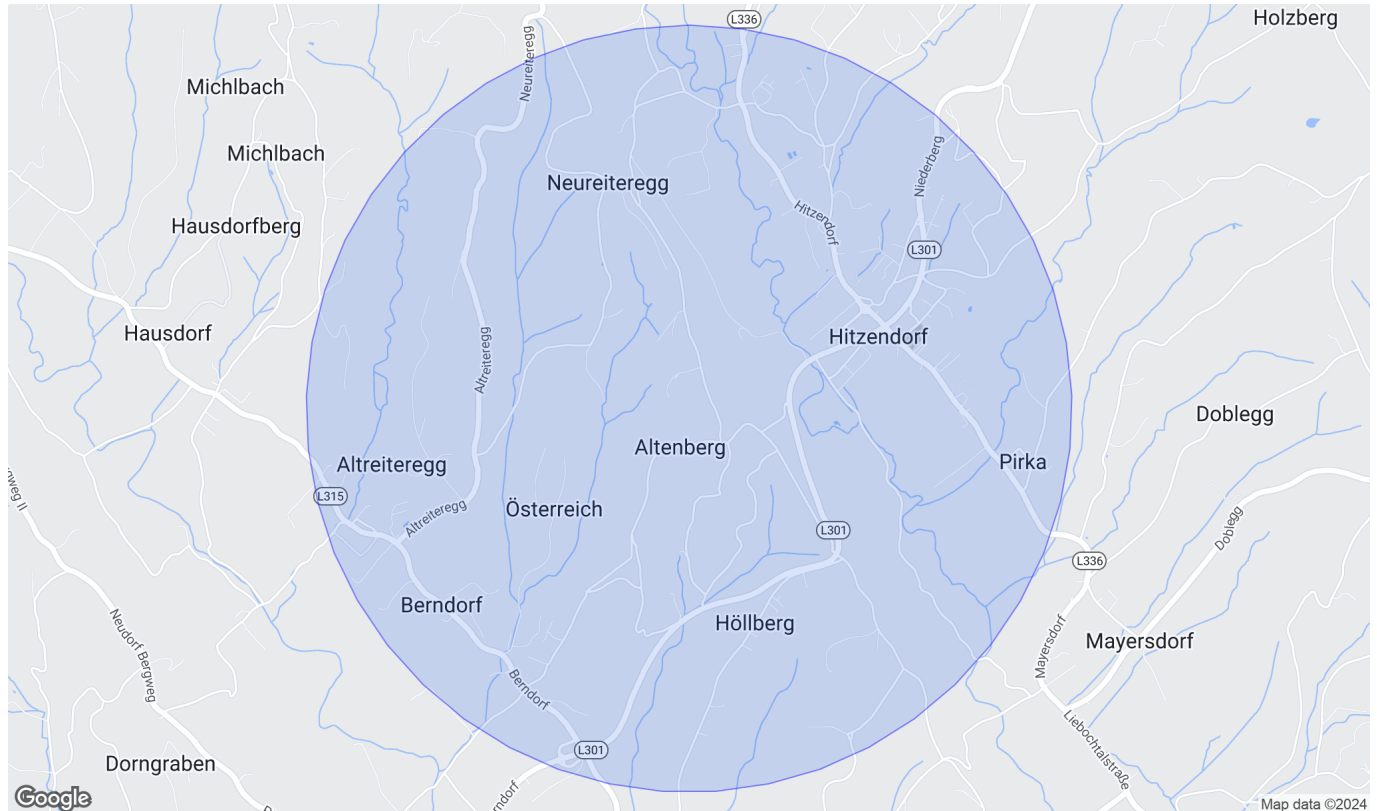 L336
Holzberg
Neureiteregg
Michlbach
Michlbach
Niederberg
Neureiteregg
Hitzendorf
Hausdorfberg
L301
Hausdorf
Hitzendorf
Altreiteregg
Doblegg
Altenberg
Altreiteregg
Pirka
L315
Österreich
Altreiteregg
L301
Doblegg
L336
Berndorf
Höllberg
Neudorf Bergweg
Mayersdorf
Mayersdorf
Berndorf
Liebochtalstraße
L301
Dorngraben
Google
Map data ©2024